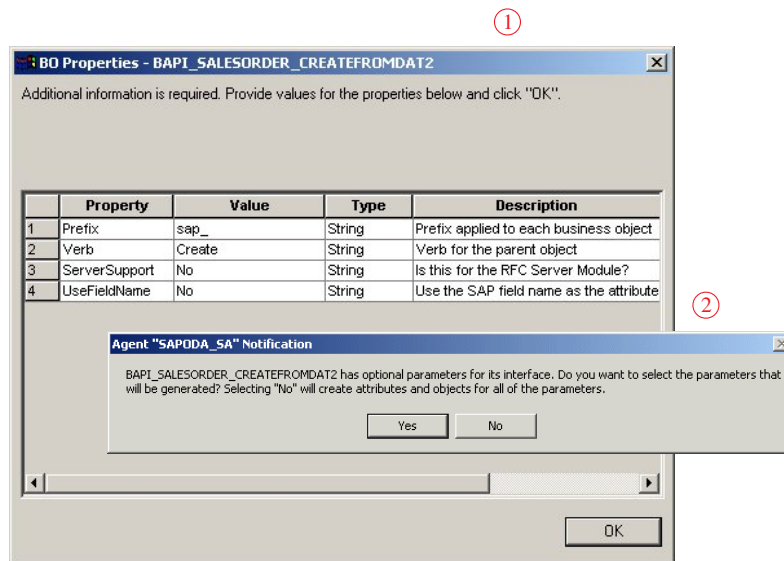 ①
BO Properties - BAPI_SALESORDER_CREATEFROMDAT2
Additional information is required. Provide values for the properties below and click "OK".
Property Value Type Description
1 Prefix sap_ String Prefix applied to each business object
2 Verb Create String Verb for the parent object
3 ServerSupport No String Is this for the RFC Server Module?
4 UseFieldName No String Use the SAP field name as the attribute
②
Agent "SAPODA_SA" Notification
BAPI_SALESORDER_CREATEFROMDAT2 has optional parameters for its interface. Do you want to select the parameters that
will be generated? Selecting "No" will create attributes and objects for all of the parameters.
Yes No
OK